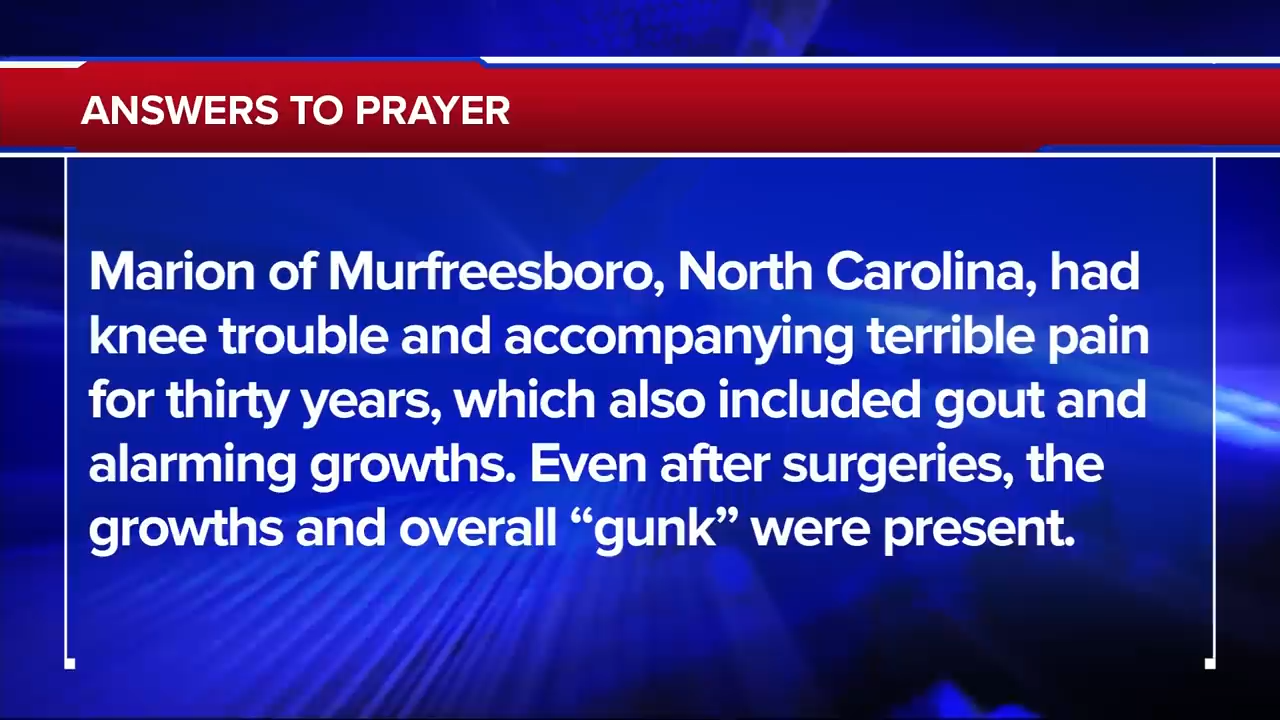 ANSWERS TO PRAYER
Marion of Murfreesboro, North Carolina, had
knee trouble and accompanying terrible pain
for thirty years, which also included gout and
alarming growths. Even after surgeries, the
growths and overall “gunk” were present.